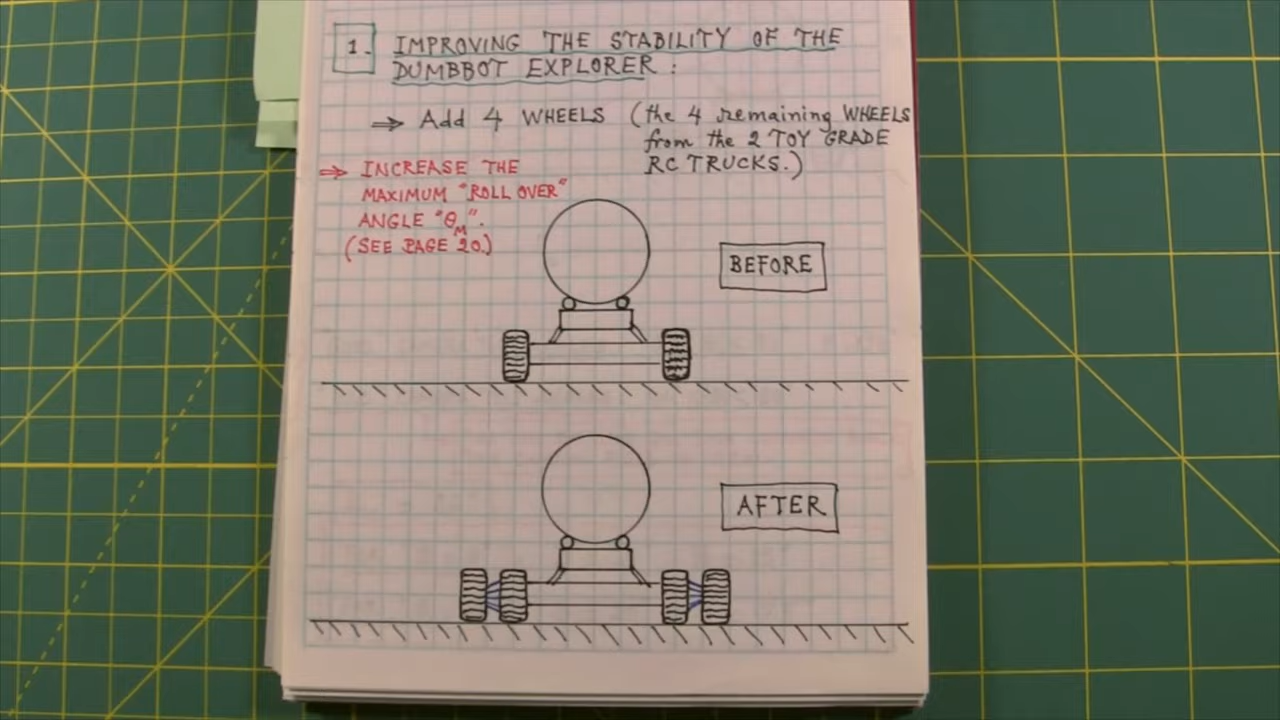 1. IMPROVING THE STABILITY OF THE
DUMBBOT EXPLORER :
⇒ Add 4 WHEELS (the 4 remaining WHEELS
from the 2 TOY GRADE
RC TRUCKS.)
⇒ INCREASE THE
MAXIMUM "ROLL OVER"
ANGLE "θM".
(SEE PAGE 20.)
BEFORE
AFTER